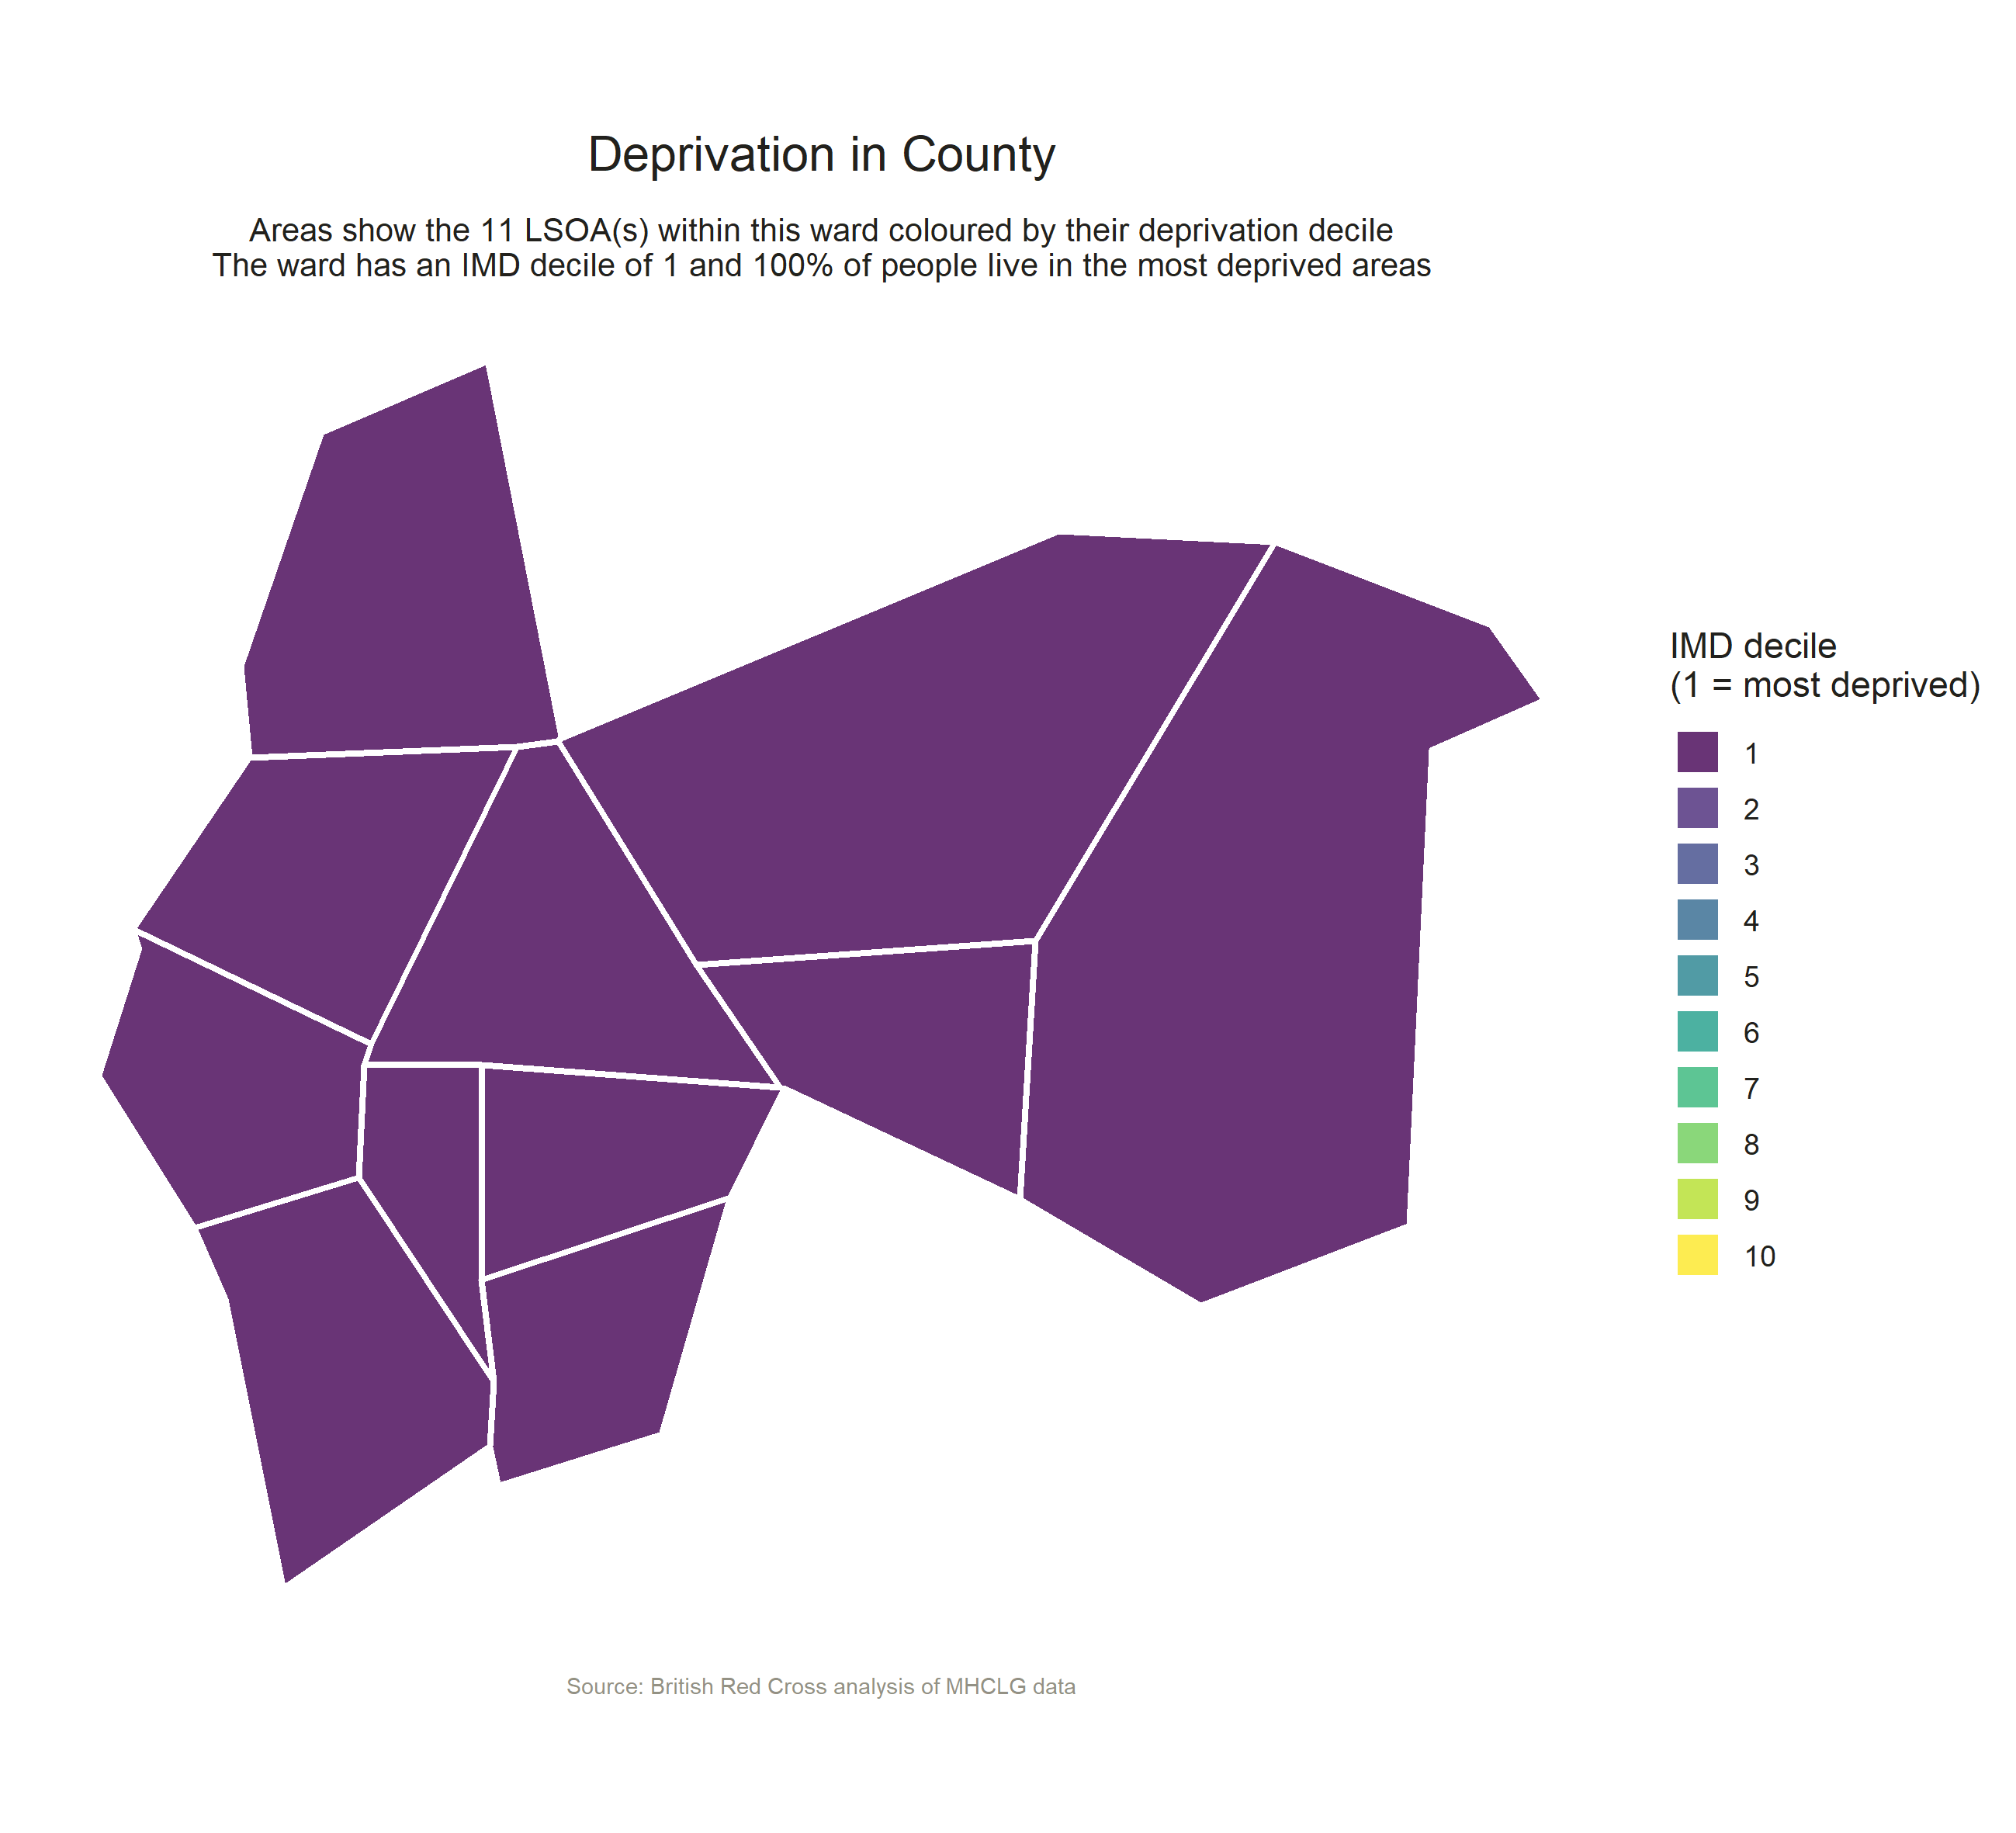 Deprivation in County
Areas show the 11 LSOA(s) within this ward coloured by their deprivation decile
The ward has an IMD decile of 1 and 100% of people live in the most deprived areas
IMD decile
(1 = most deprived)
1
2
3
4
5
6
7
8
9
10
Source: British Red Cross analysis of MHCLG data